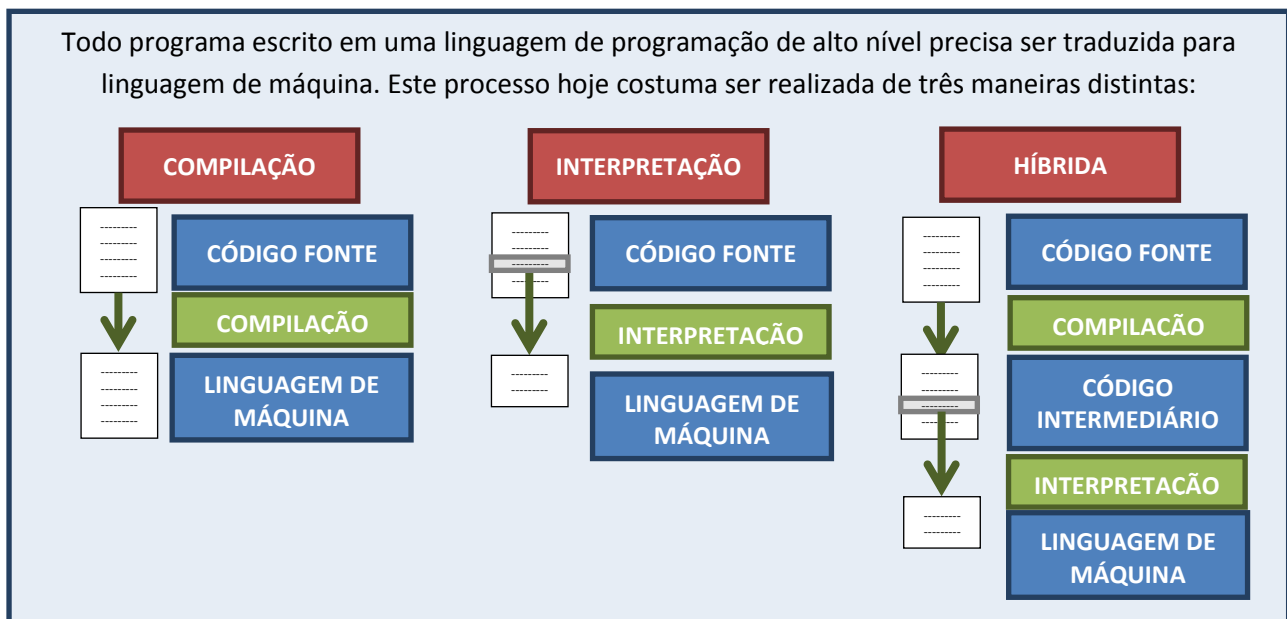 Todo programa escrito em uma linguagem de programação de alto nível precisa ser traduzida para
linguagem de máquina. Este processo hoje costuma ser realizada de três maneiras distintas:
COMPILAÇÃO
CÓDIGO FONTE
COMPILAÇÃO
LINGUAGEM DE
MÁQUINA
INTERPRETAÇÃO
CÓDIGO FONTE
INTERPRETAÇÃO
LINGUAGEM DE
MÁQUINA
HÍBRIDA
CÓDIGO FONTE
COMPILAÇÃO
CÓDIGO
INTERMEDIÁRIO
INTERPRETAÇÃO
LINGUAGEM DE
MÁQUINA